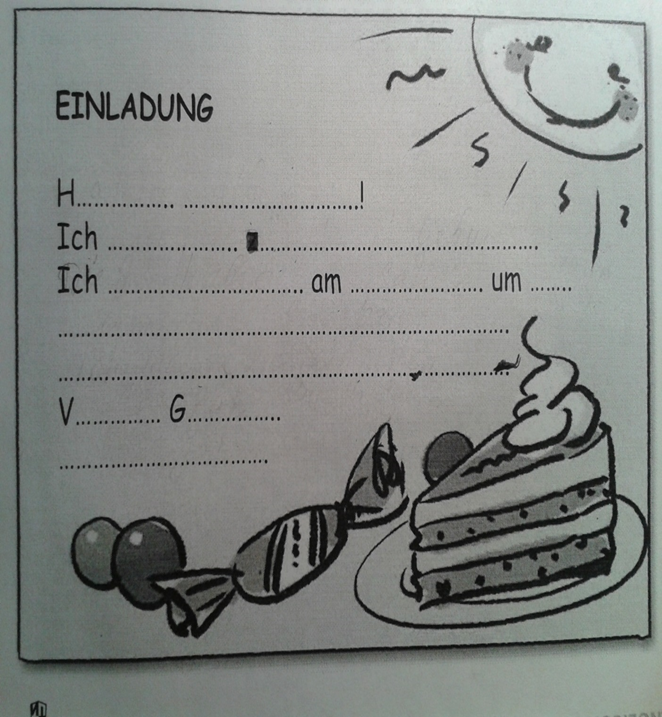 EINLADUNG
H............... ...........................!
Ich .................... ...........................................
Ich .............................. am .................... um .......
.....................................................................
.....................................................................
V............. G..............
................................